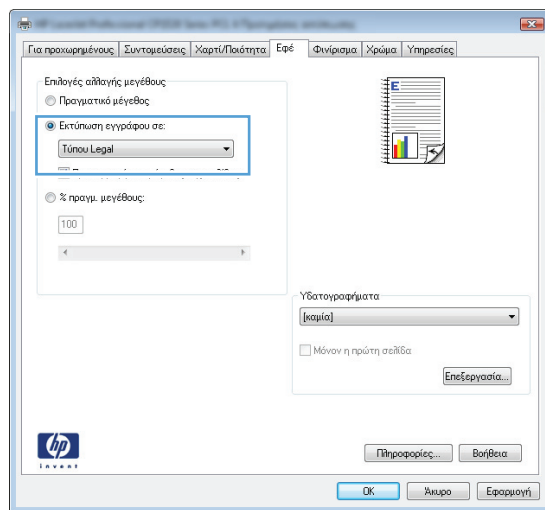 Για προχωρημένους Συντομεύσεις Χαρτί/Ποιότητα Εφέ Φινίρισμα Χρώμα Υπηρεσίες
Επιλογές αλλαγής μεγέθους
Πραγματικό μέγεθος
Εκτύπωση εγγράφου σε:
Τύπου Legal
% πραγμ. μεγέθους:
100
E
Υδατογραφήματα
[καμία]
Μόνον η πρώτη σελίδα
Επεξεργασία...
hp
invent
Πληροφορίες... Βοήθεια
OK Άκυρο Εφαρμογή